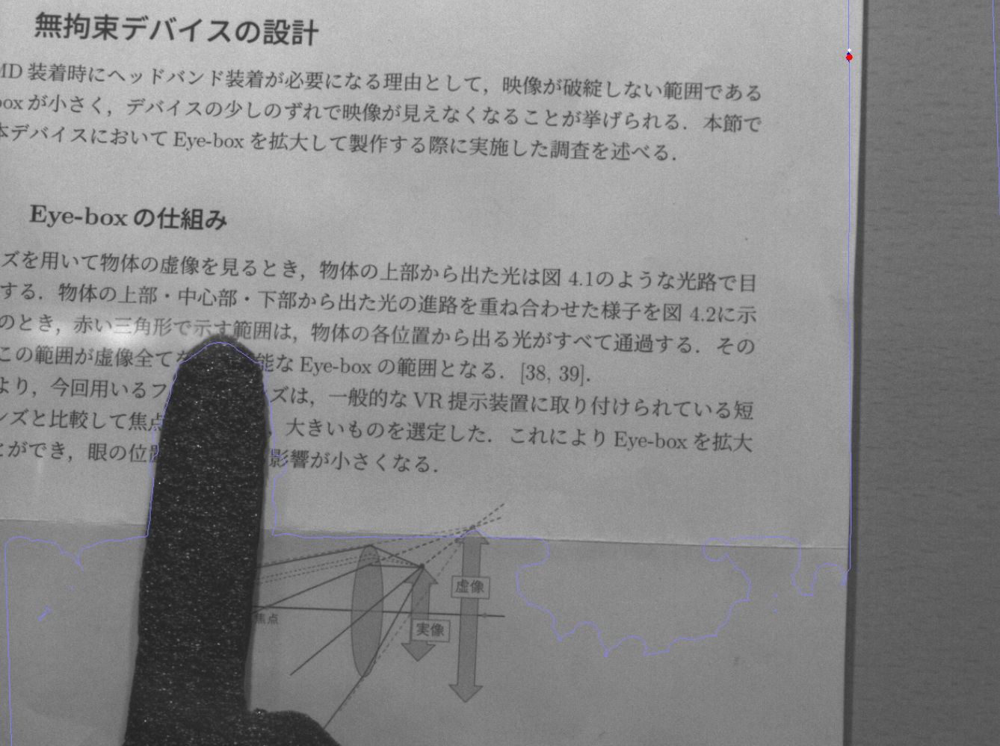 無拘束デバイスの設計
MD 装着時にヘッドバンド装着が必要になる理由として，映像が破綻しない範囲である
box が小さく，デバイスの少しのずれで映像が見えなくなることが挙げられる．本節で
本デバイスにおいて Eye-box を拡大して製作する際に実施した調査を述べる．
Eye-box の仕組み
ズを用いて物体の虚像を見るとき，物体の上部から出た光は図 4.1のような光路で目
する．物体の上部・中心部・下部から出た光の進路を重ね合わせた様子を図 4.2に示
のとき，赤い三角形で示す範囲は，物体の各位置から出る光がすべて通過する．その
この範囲が虚像全てを 能な Eye-box の範囲となる．[38, 39].
より，今回用いるフ ズは，一般的な VR 提示装置に取り付けられている短
ンズと比較して焦点 ，大きいものを選定した．これにより Eye-box を拡大
とができ，眼の位置 影響が小さくなる．
虚像
焦点
実像